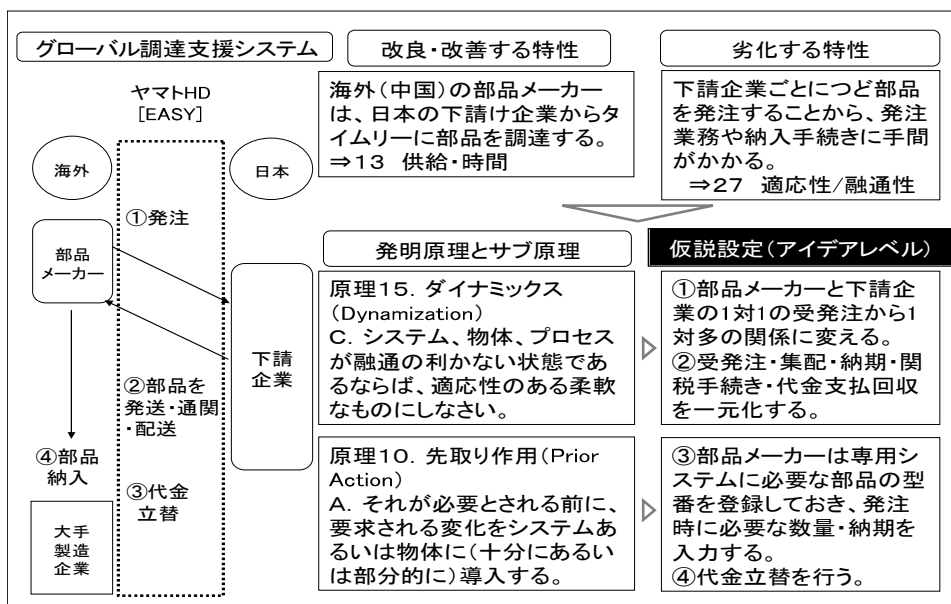 グローバル調達支援システム
ヤマトHD
[EASY]
海外
日本
①発注
部品
メーカー
下請
企業
②部品を
発送・通関
・配送
④部品
納入
③代金
立替
大手
製造
企業
改良・改善する特性
海外(中国)の部品メーカー
は、日本の下請け企業からタ
イムリーに部品を調達する。
⇒13 供給・時間
劣化する特性
下請企業ごとにつど部品
を発注することから、発注
業務や納入手続きに手間
がかかる。
⇒27 適応性/融通性
発明原理とサブ原理
原理15. ダイナミックス
(Dynamization)
C. システム、物体、プロセス
が融通の利かない状態であ
るならば、適応性のある柔軟
なものにしなさい。
原理10. 先取り作用(Prior
Action)
A. それが必要とされる前に、
要求される変化をシステムあ
るいは物体に(十分にあるい
は部分的に)導入する。
仮説設定(アイデアレベル)
①部品メーカーと下請企
業の1対1の受発注から1
対多の関係に変える。
②受発注・集配・納期・関
税手続き・代金支払回収
を一元化する。
③部品メーカーは専用シ
ステムに必要な部品の型
番を登録しておき、発注
時に必要な数量・納期を
入力する。
④代金立替を行う。